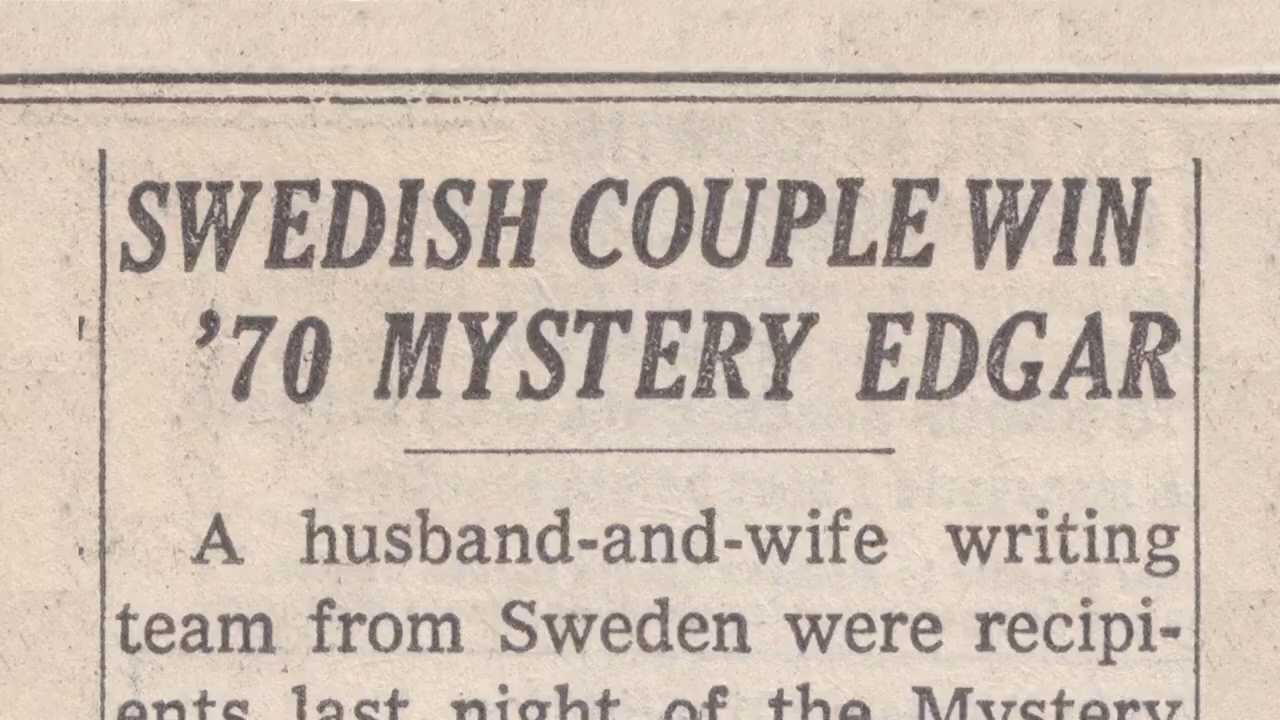 SWEDISH COUPLE WIN
'70 MYSTERY EDGAR
A husband-and-wife writing
team from Sweden were recipi-
ents last night of the Mystery